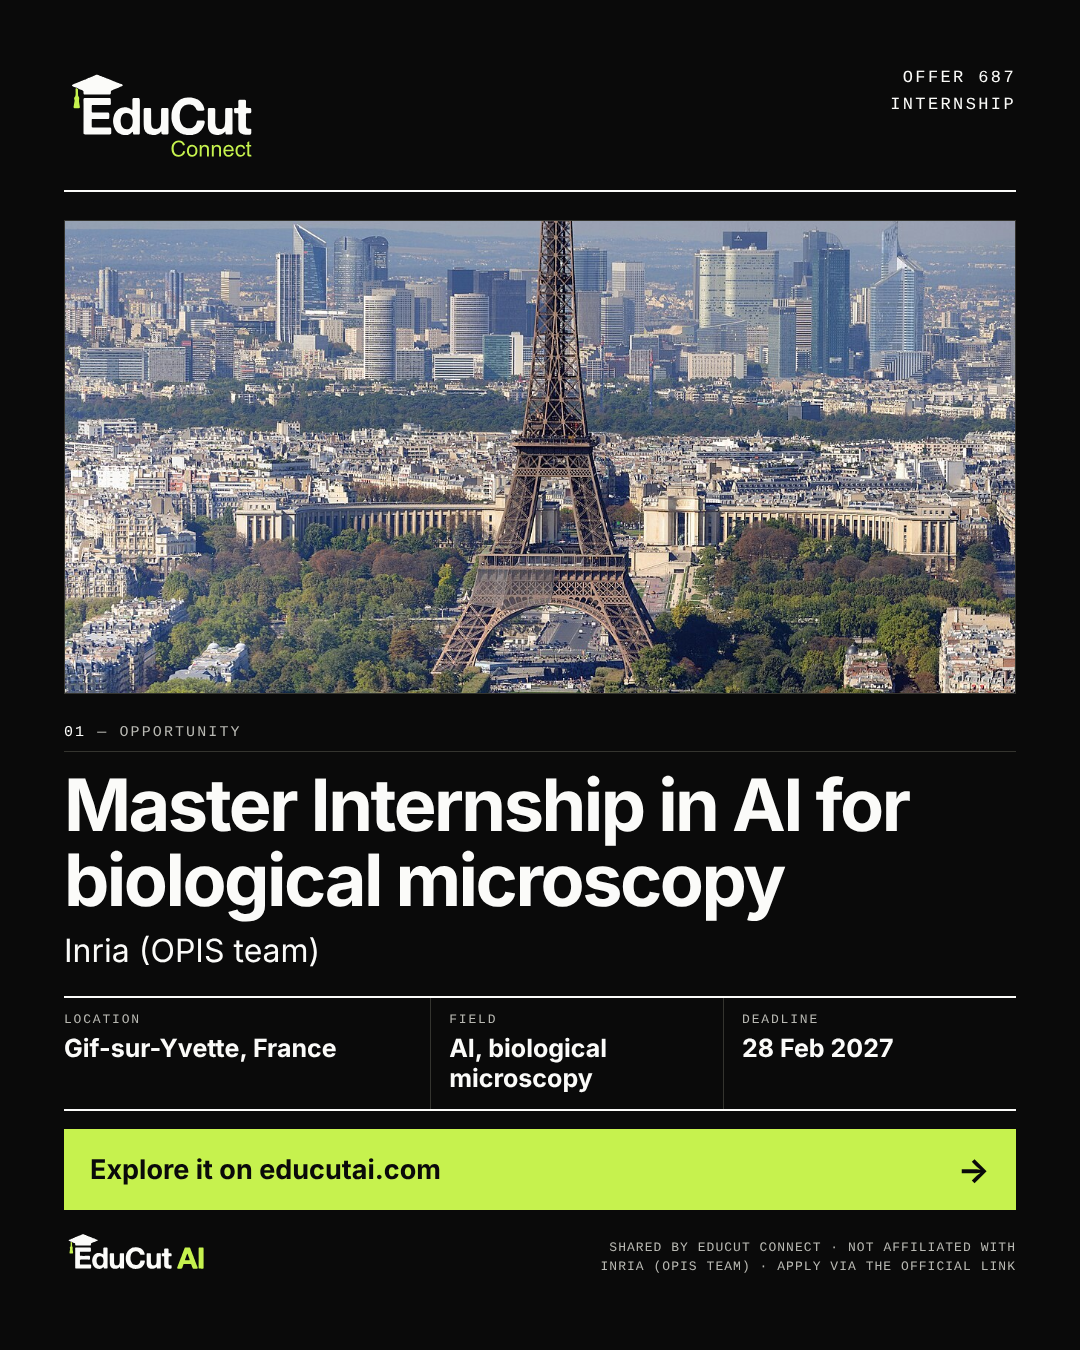 EduCut
Connect
OFFER 687
INTERNSHIP
01 — OPPORTUNITY
Master Internship in AI for
biological microscopy
Inria (OPIS team)
LOCATION
Gif-sur-Yvette, France
FIELD
AI, biological
microscopy
DEADLINE
28 Feb 2027
Explore it on educutai.com →
EduCut AI
SHARED BY EDUCUT CONNECT · NOT AFFILIATED WITH
INRIA (OPIS TEAM) · APPLY VIA THE OFFICIAL LINK